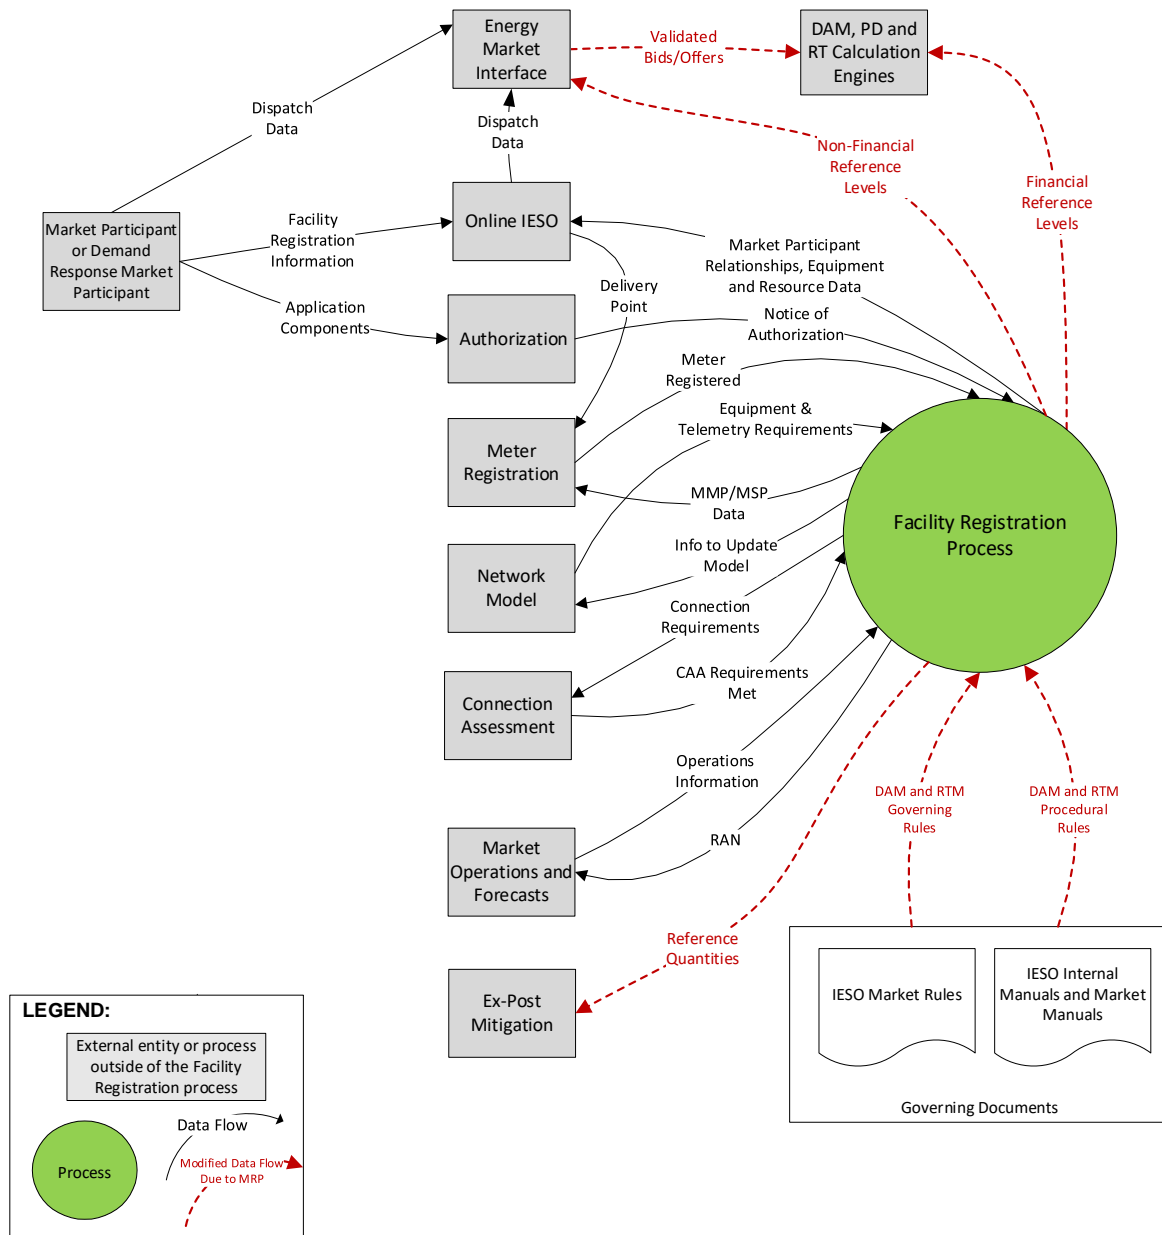 Energy
Market
Interface
Validated
Bids/Offers
DAM, PD and
RT Calculation
Engines
Dispatch
Data
Dispatch
Data
Non-Financial
Reference
Levels
Financial
Reference
Levels
Market Participant
or Demand
Response Market
Participant
Facility
Registration
Information
Online IESO
Market Participant
Relationships, Equipment
and Resource Data
Delivery
Point
Application
Components
Authorization
Notice of
Authorization
Meter
Registered
Equipment &
Telemetry Requirements
Meter
Registration
MMP/MSP
Data
Facility Registration
Process
Info to Update
Model
Network
Model
Connection
Requirements
CAA Requirements
Met
Connection
Assessment
Operations
Information
DAM and RTM
Governing
Rules
DAM and RTM
Procedural
Rules
RAN
Market
Operations and
Forecasts
Reference
Quantities
Ex-Post
Mitigation
IESO Market Rules
IESO Internal
Manuals and Market
Manuals
Governing Documents
LEGEND:
External entity or process
outside of the Facility
Registration process
Data Flow
Process
Modified Data Flow
Due to MRP